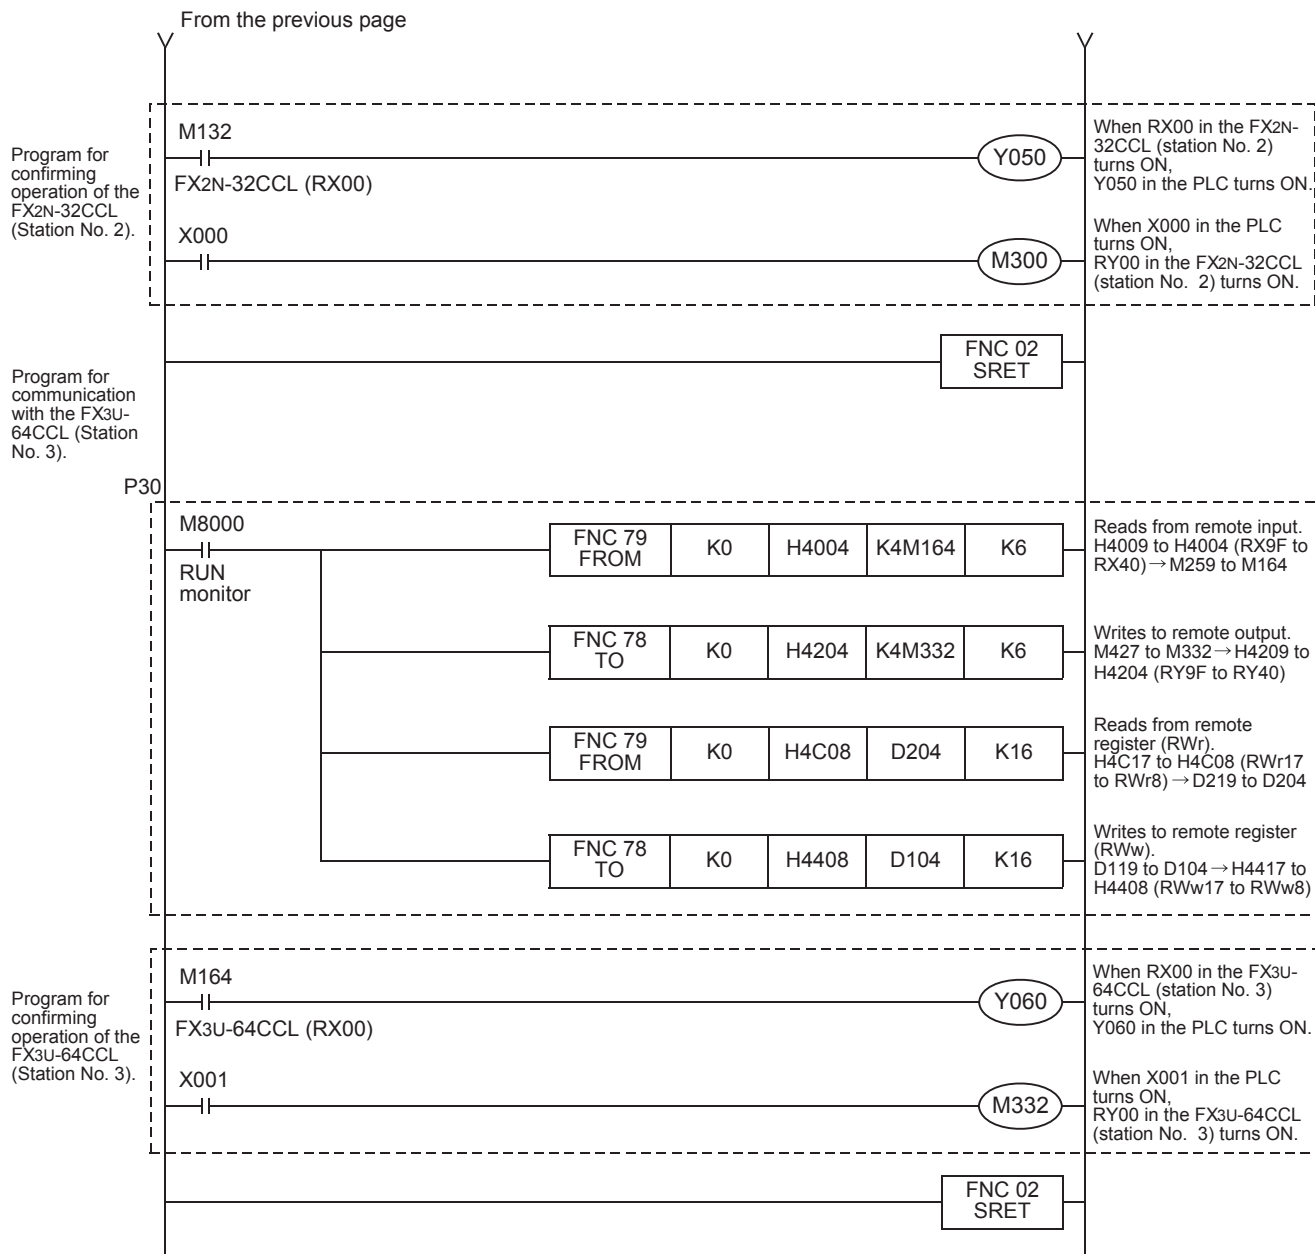 From the previous page
Program for
confirming
operation of the
FX2N-32CCL
(Station No. 2).
M132
FX2N-32CCL (RX00)
Y050
When RX00 in the FX2N-
32CCL (station No. 2)
turns ON,
Y050 in the PLC turns ON.
X000
M300
When X000 in the PLC
turns ON,
RY00 in the FX2N-32CCL
(station No. 2) turns ON.
FNC 02
SRET
Program for
communication
with the FX3U-
64CCL (Station
No. 3).
P30
M8000
RUN
monitor
FNC 79
FROM
K0
H4004
K4M164
K6
Reads from remote input.
H4009 to H4004 (RX9F to
RX40)→M259 to M164
FNC 78
TO
K0
H4204
K4M332
K6
Writes to remote output.
M427 to M332→H4209 to
H4204 (RY9F to RY40)
FNC 79
FROM
K0
H4C08
D204
K16
Reads from remote
register (RWr).
H4C17 to H4C08 (RWr17
to RWr8)→D219 to D204
FNC 78
TO
K0
H4408
D104
K16
Writes to remote register
(RWw).
D119 to D104→H4417 to
H4408 (RWw17 to RWw8)
Program for
confirming
operation of the
FX3U-64CCL
(Station No. 3).
M164
FX3U-64CCL (RX00)
Y060
When RX00 in the FX3U-
64CCL (station No. 3)
turns ON,
Y060 in the PLC turns ON.
X001
M332
When X001 in the PLC
turns ON,
RY00 in the FX3U-64CCL
(station No. 3) turns ON.
FNC 02
SRET